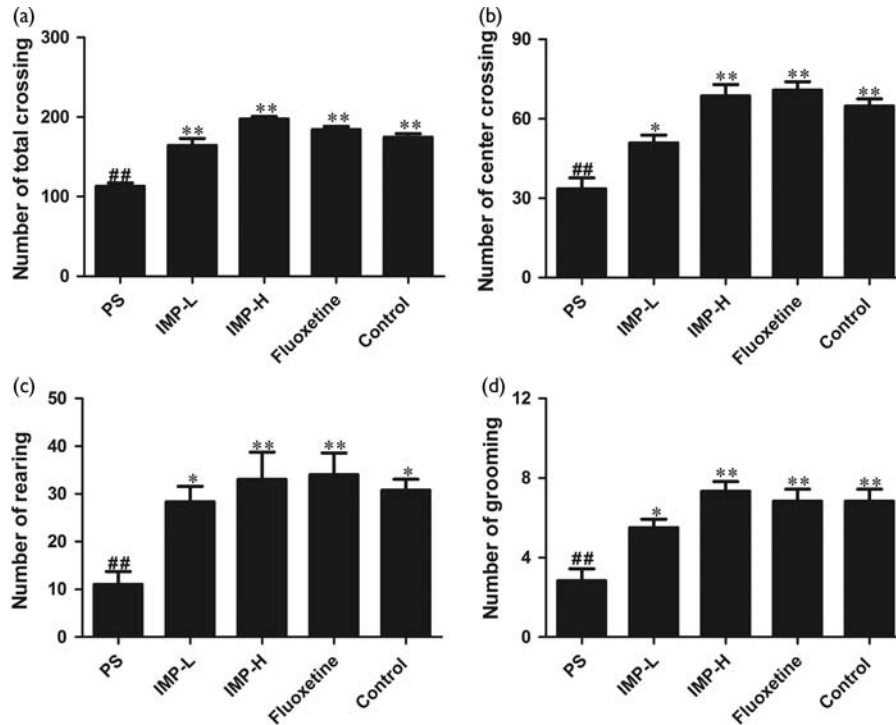 (a)
300
200
100
0
Number of total crossing
##
**
**
**
**
PS
IMP-L
IMP-H
Fluoxetine
Control
(b)
90
60
30
0
Number of center crossing
##
*
**
**
**
PS
IMP-L
IMP-H
Fluoxetine
Control
(c)
50
40
30
20
10
0
Number of rearing
##
*
**
**
*
PS
IMP-L
IMP-H
Fluoxetine
Control
(d)
12
8
4
0
Number of grooming
##
*
**
**
**
PS
IMP-L
IMP-H
Fluoxetine
Control